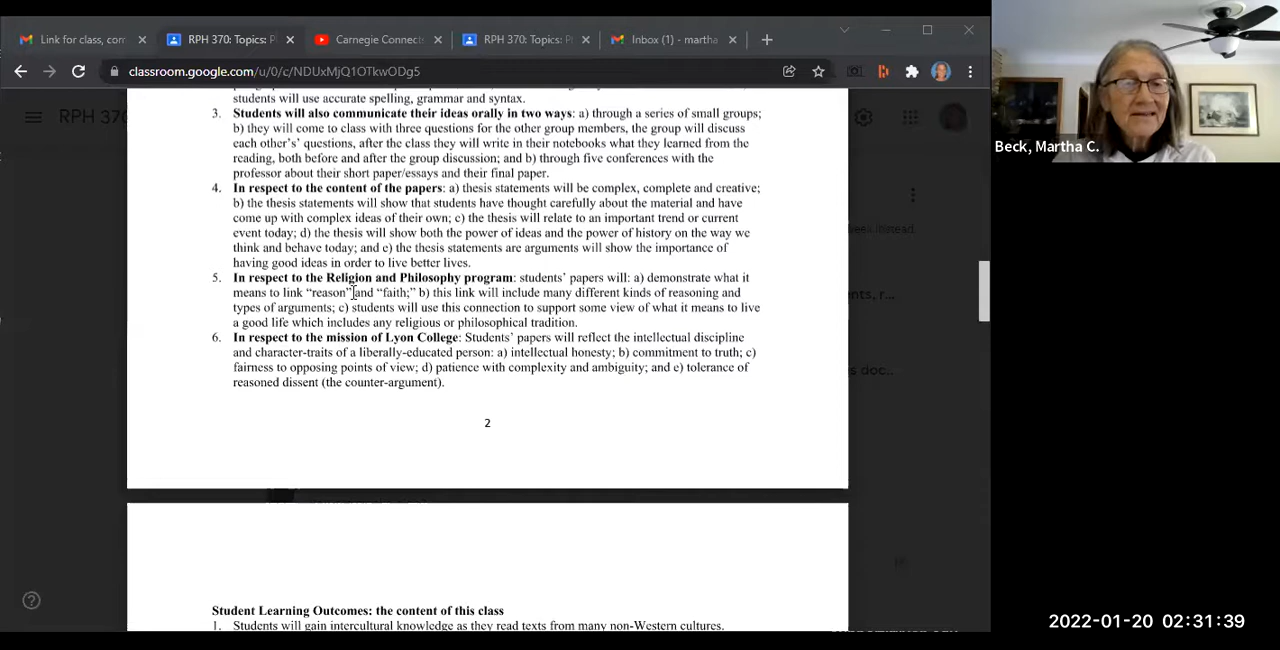 Link for class, con
RPH 370: Topics: P
Carnegie Connect
RPH 370: Topics: P
Inbox (1) - martha
classroom.google.com/u/0/c/NDUxMjQ1OTkwODg5
RPH 370
students will use accurate spelling, grammar and syntax.
3. Students will also communicate their ideas orally in two ways: a) through a series of small groups;
b) they will come to class with three questions for the other group members, the group will discuss
each other's' questions, after the class they will write in their notebooks what they learned from the
reading, both before and after the group discussion; and b) through five conferences with the
professor about their short paper/essays and their final paper.
4. In respect to the content of the papers: a) thesis statements will be complex, complete and creative;
b) the thesis statements will show that students have thought carefully about the material and have
come up with complex ideas of their own; c) the thesis will relate to an important trend or current
event today; d) the thesis will show both the power of ideas and the power of history on the way we
think and behave today; and e) the thesis statements are arguments will show the importance of
having good ideas in order to live better lives.
5. In respect to the Religion and Philosophy program: students' papers will: a) demonstrate what it
means to link “reason” and “faith;” b) this link will include many different kinds of reasoning and
types of arguments; c) students will use this connection to support some view of what it means to live
a good life which includes any religious or philosophical tradition.
6. In respect to the mission of Lyon College: Students' papers will reflect the intellectual discipline
and character-traits of a liberally-educated person: a) intellectual honesty; b) commitment to truth; c)
fairness to opposing points of view; d) patience with complexity and ambiguity; and e) tolerance of
reasoned dissent (the counter-argument).
2
Student Learning Outcomes: the content of this class
1. Students will gain intercultural knowledge as they read texts from many non-Western cultures.
Beck, Martha C.
2022-01-20 02:31:39